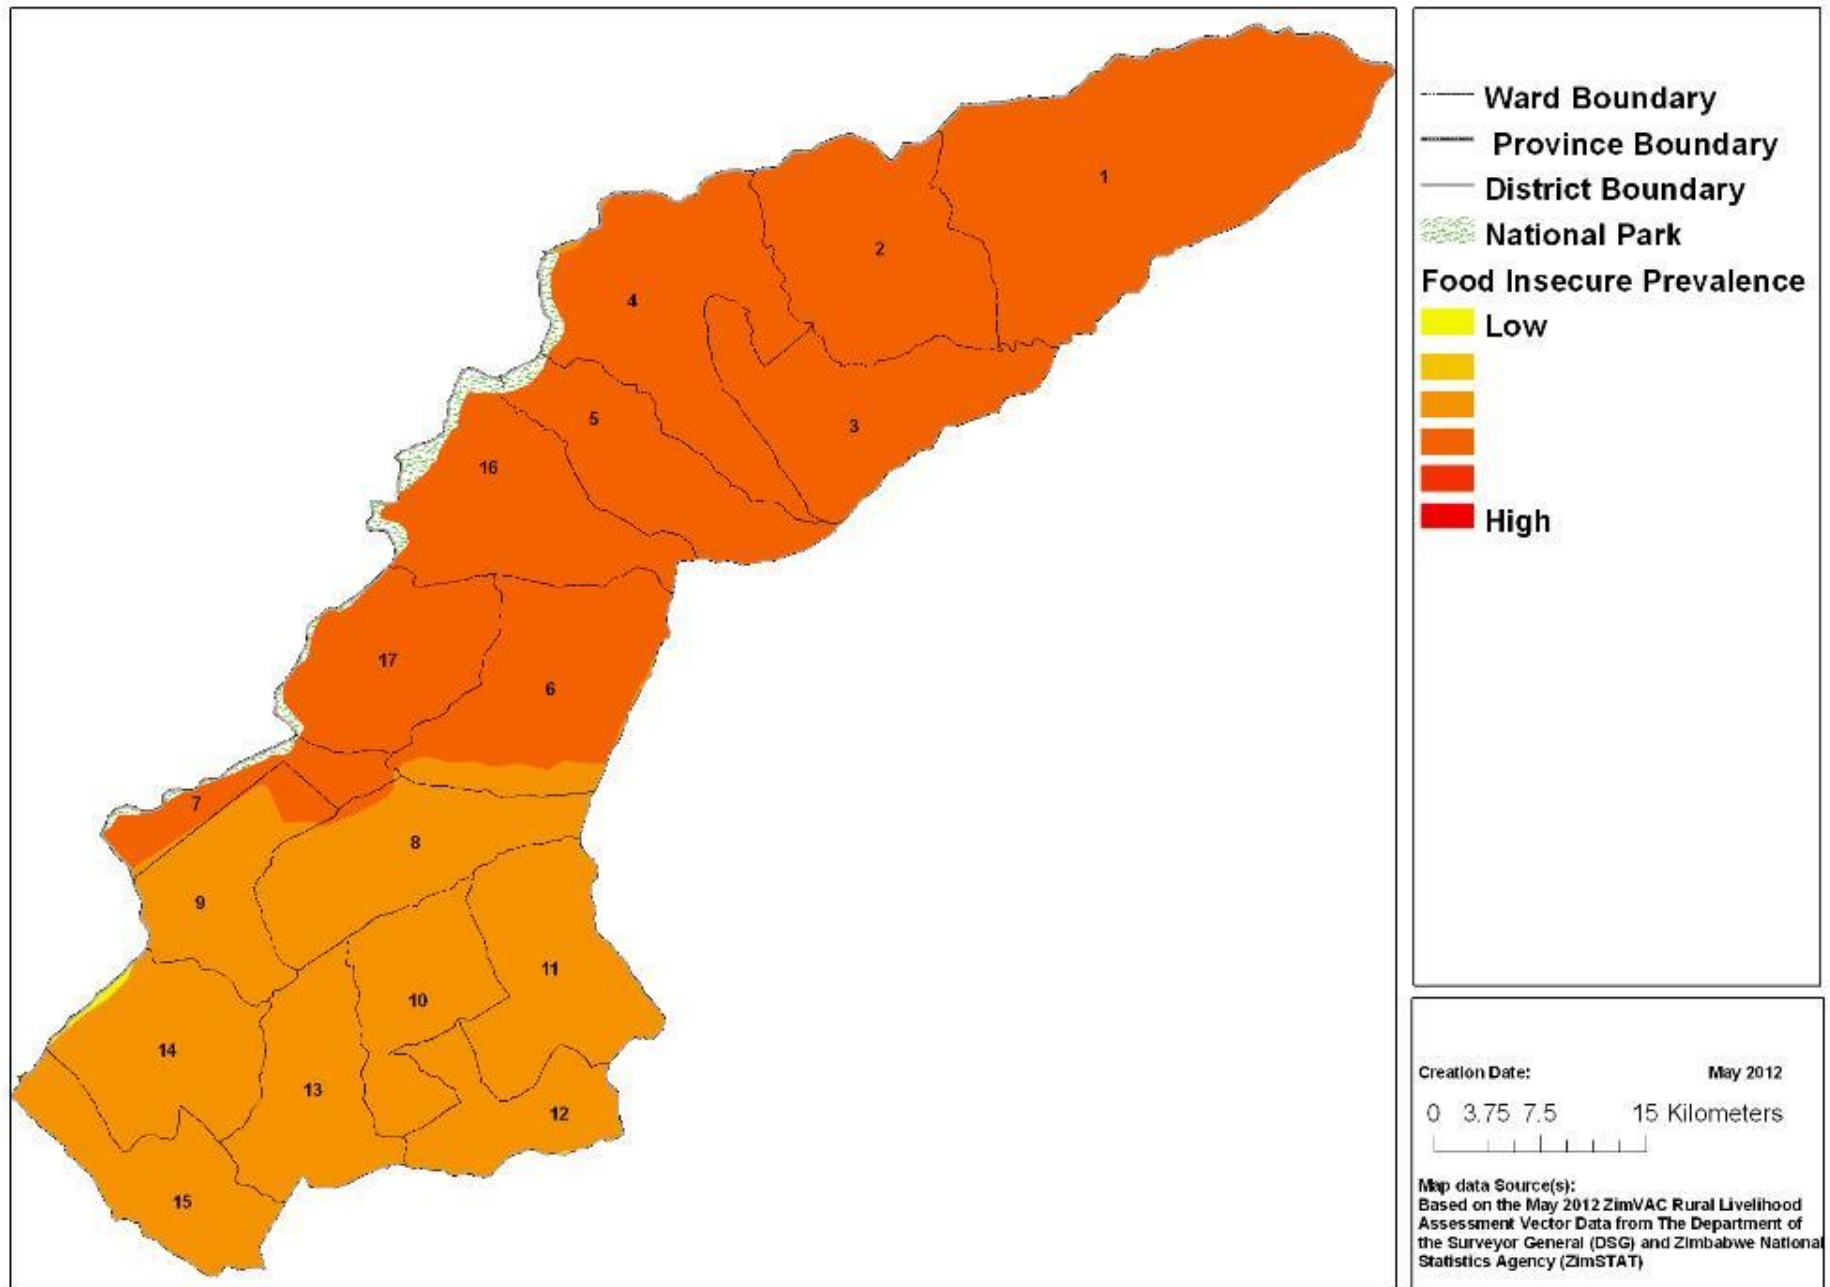 1
2
4
3
5
16
17
6
7
8
9
11
10
14
13
12
15
Ward Boundary
Province Boundary
District Boundary
National Park
Food Insecure Prevalence
Low
High
Creation Date: May 2012
0 3.75 7.5 15 Kilometers
Map data Source(s):
Based on the May 2012 ZimVAC Rural Livelihood
Assessment Vector Data from The Department of
the Surveyor General (DSG) and Zimbabwe National
Statistics Agency (ZimSTAT)